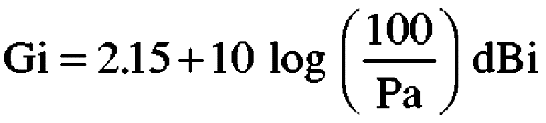 Gi = 2.15 + 10 log (100/Pa) dBi